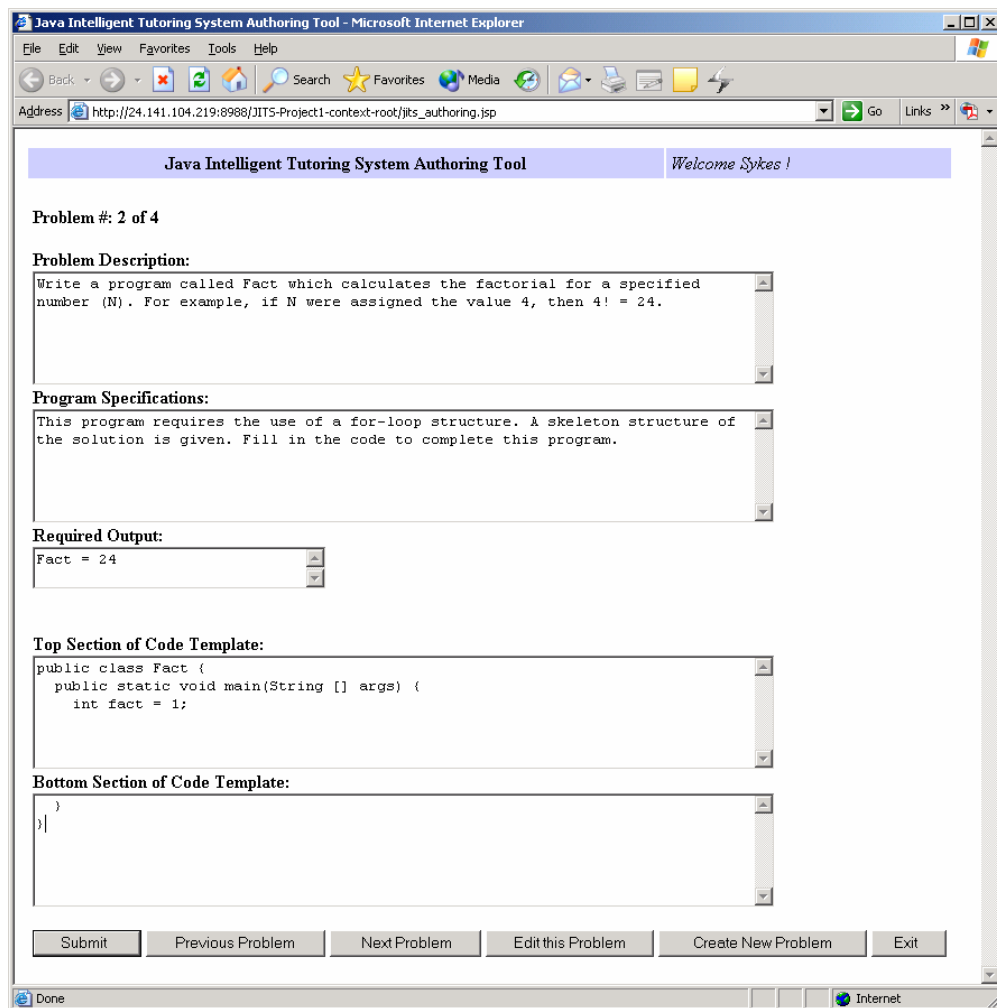 Java Intelligent Tutoring System Authoring Tool - Microsoft Internet Explorer
File Edit View Favorites Tools Help
Back Search Favorites Media
Address http://24.141.104.219:8988/JITS-Project1-context-root/jits_authoring.jsp Go Links »
Java Intelligent Tutoring System Authoring Tool Welcome Sykes !
Problem #: 2 of 4
Problem Description:
Write a program called Fact which calculates the factorial for a specified
number (N). For example, if N were assigned the value 4, then 4! = 24.
Program Specifications:
This program requires the use of a for-loop structure. A skeleton structure of
the solution is given. Fill in the code to complete this program.
Required Output:
Fact = 24
Top Section of Code Template:
public class Fact {
  public static void main(String [] args) {
    int fact = 1;
Bottom Section of Code Template:
  }
}
Submit Previous Problem Next Problem Edit this Problem Create New Problem Exit
Done Internet